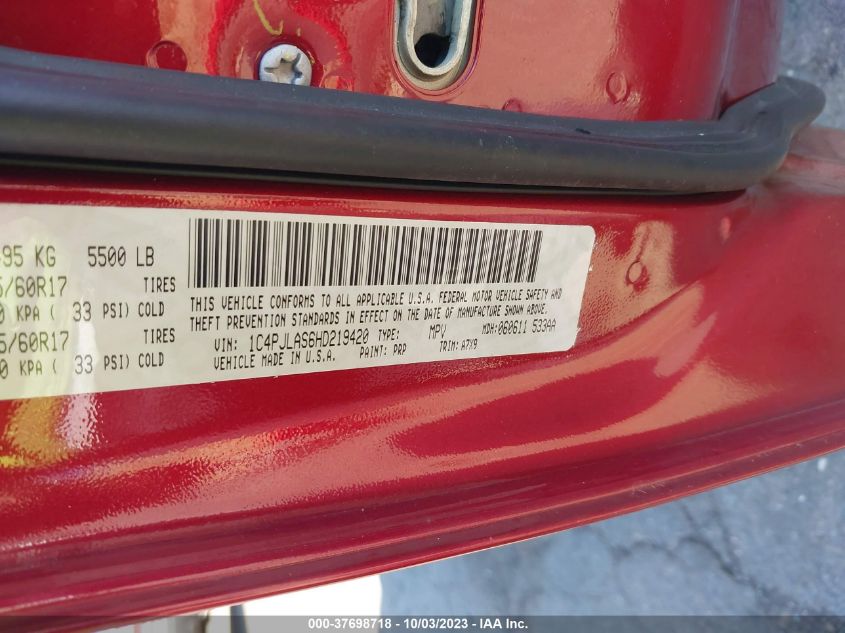 95 KG 5500 LB
/60R17 TIRES
0 KPA ( 33 PSI) COLD
5/60R17 TIRES
0 KPA ( 33 PSI) COLD
THIS VEHICLE CONFORMS TO ALL APPLICABLE U.S.A. FEDERAL MOTOR VEHICLE SAFETY AND
THEFT PREVENTION STANDARDS IN EFFECT ON THE DATE OF MANUFACTURE SHOWN ABOVE.
VIN: 1C4PJLAS6HD219420 TYPE: MPV MDH:060611 533AA
VEHICLE MADE IN U.S.A. PAINT: PRP TRIM: A7X9
000-37698718 - 10/03/2023 - IAA Inc.